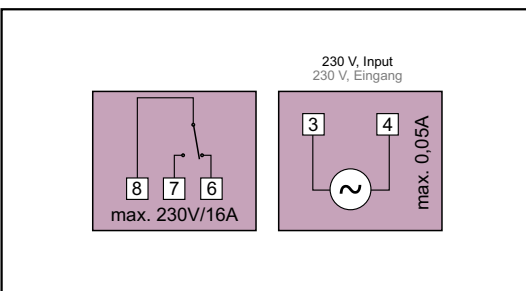 230 V, Input
230 V, Eingang
8 7 6
max. 230V/16A
3 4
~
max. 0,05A